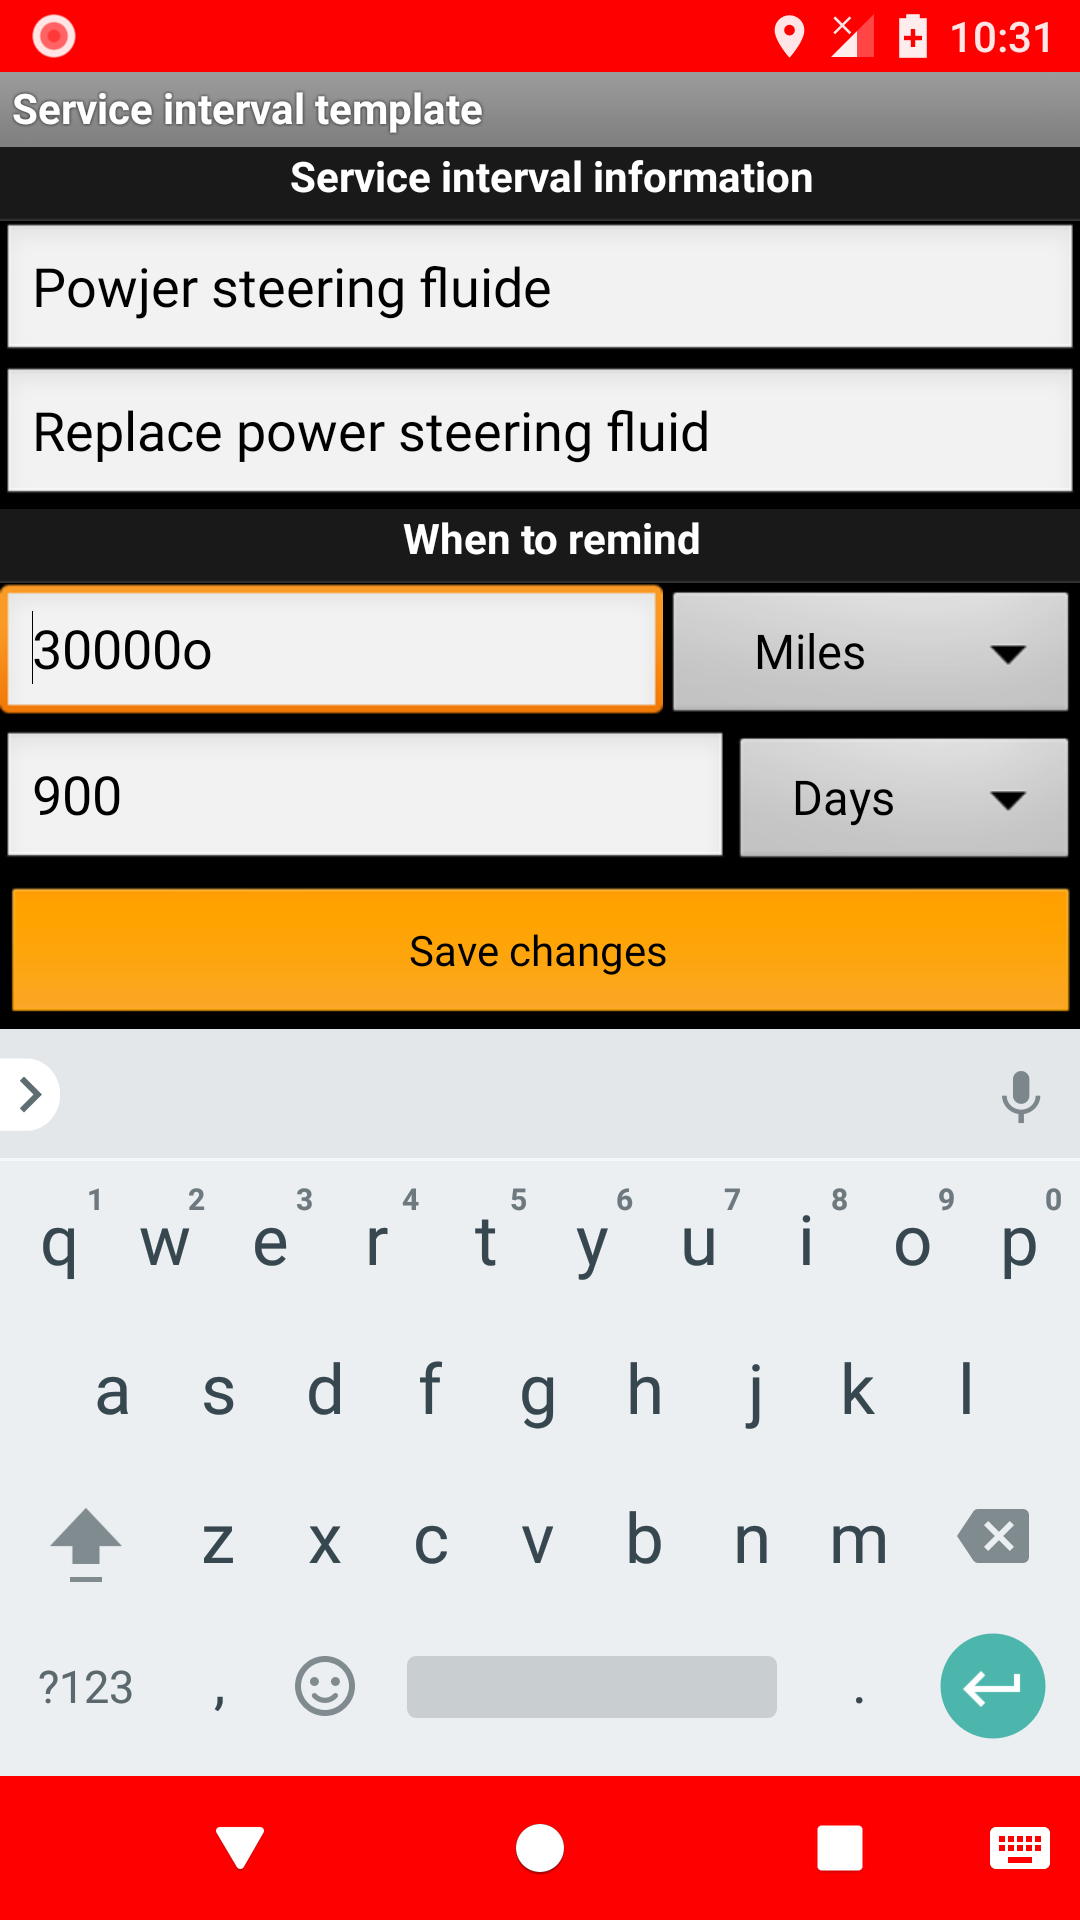 10:31
Service interval template
Service interval information
Powjer steering fluide
Replace power steering fluid
When to remind
30000o
Miles
900
Days
Save changes
1 2 3 4 5 6 7 8 9 0
q w e r t y u i o p
a s d f g h j k l
z x c v b n m
?123 , .